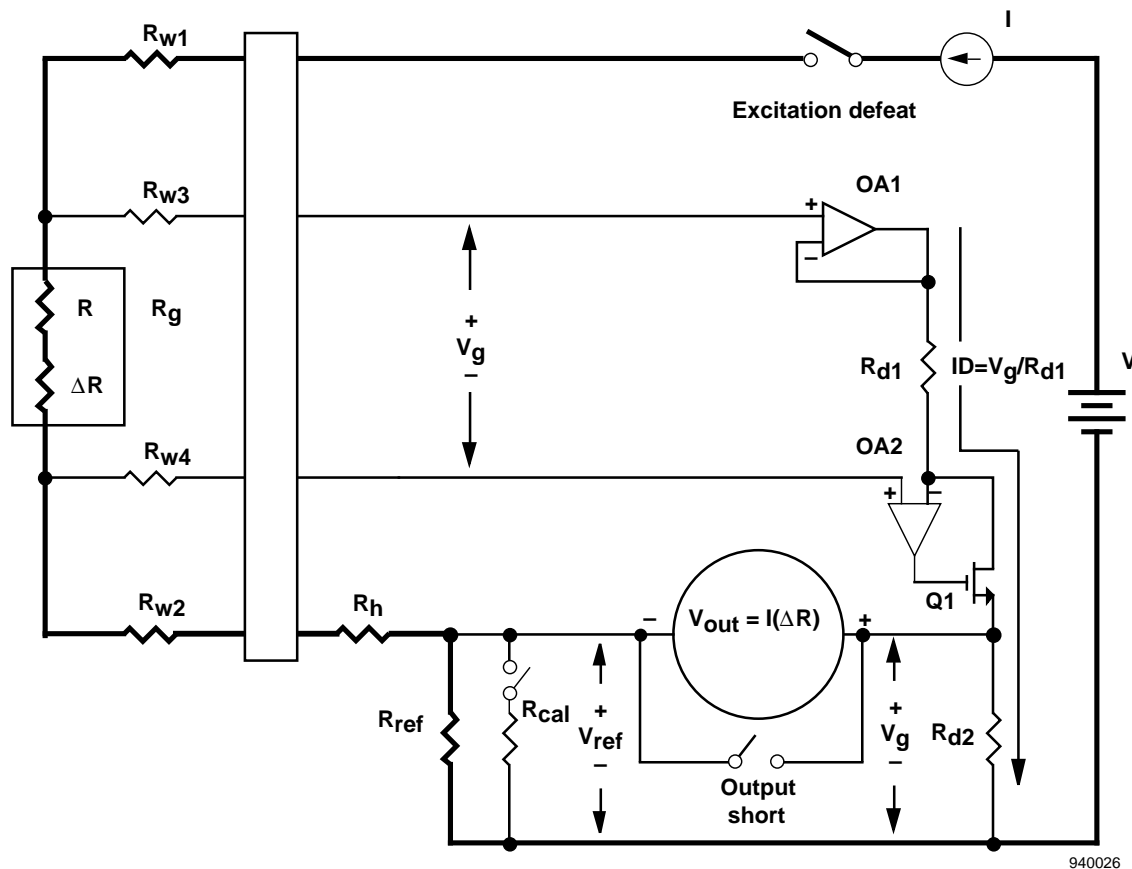 I
Rw1
Excitation defeat
Rw3
OA1
+
−
R
Rg
ΔR
+
Vg
−
Rd1
ID=Vg/Rd1
V
Rw4
OA2
+
−
Rw2
Rh
Q1
−
Vout = I(ΔR)
+
Rref
Rcal
+
Vref
−
+
Vg
−
Rd2
Output
short
940026